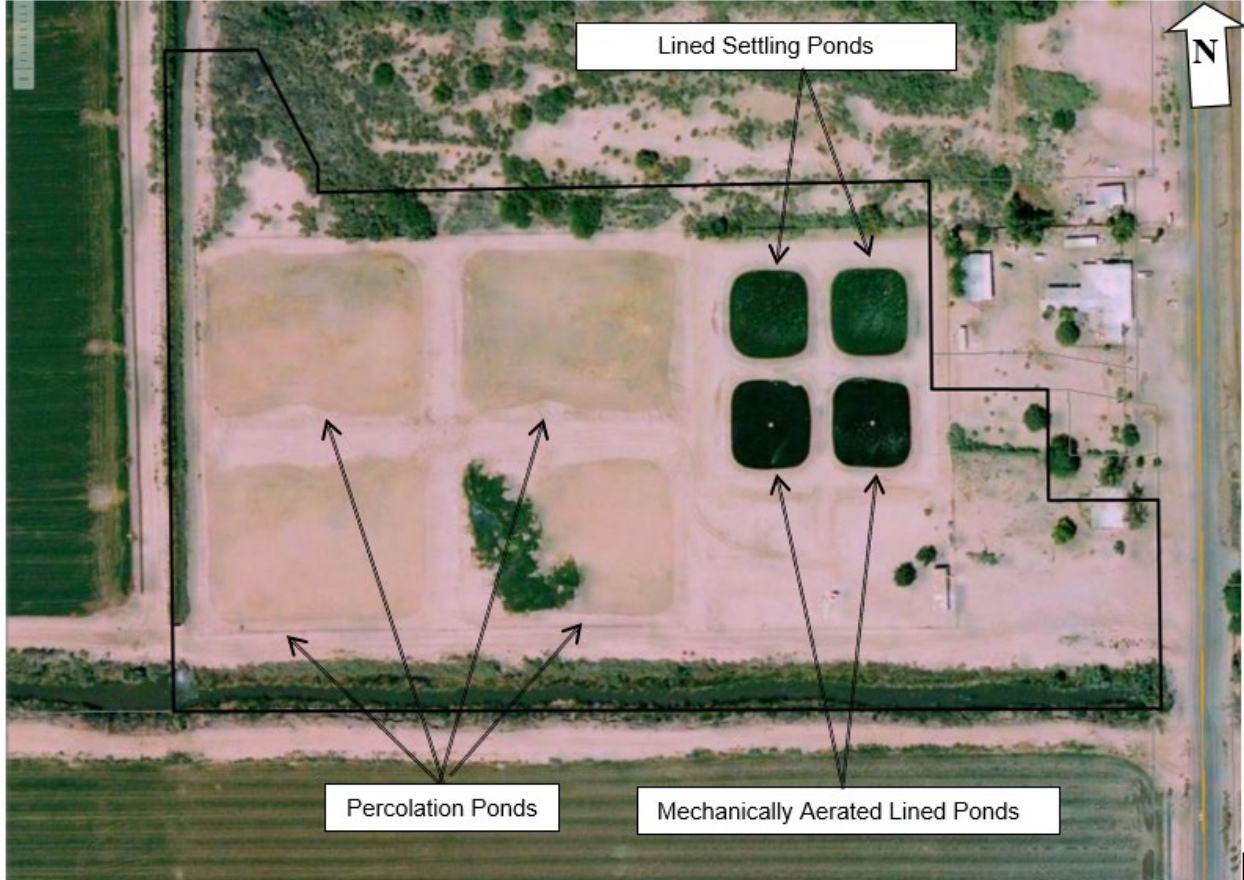 Lined Settling Ponds
N
Percolation Ponds
Mechanically Aerated Lined Ponds